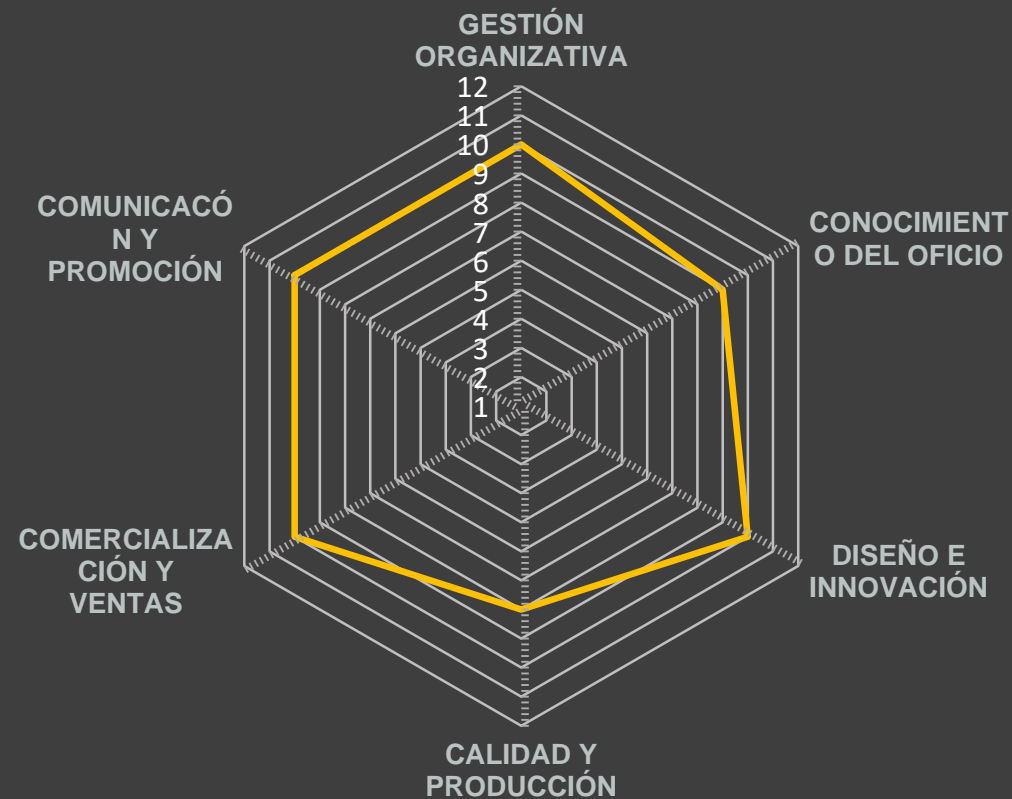 GESTIÓN
ORGANIZATIVA
12
11
10
9
8
7
6
5
4
3
2
1
CONOCIMIENT
O DEL OFICIO
DISEÑO E
INNOVACIÓN
CALIDAD Y
PRODUCCIÓN
COMERCIALIZA
CIÓN Y
VENTAS
COMUNICACÓ
N Y
PROMOCIÓN